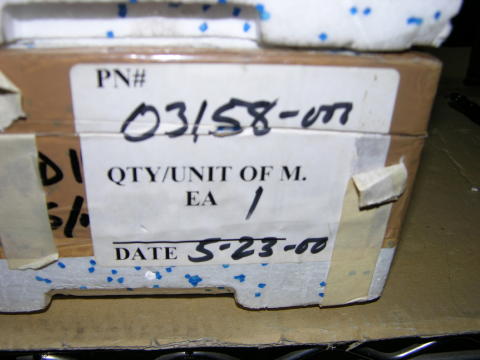 PN#
03158-000
QTY/UNIT OF M.
EA 1
DATE 5-23-00